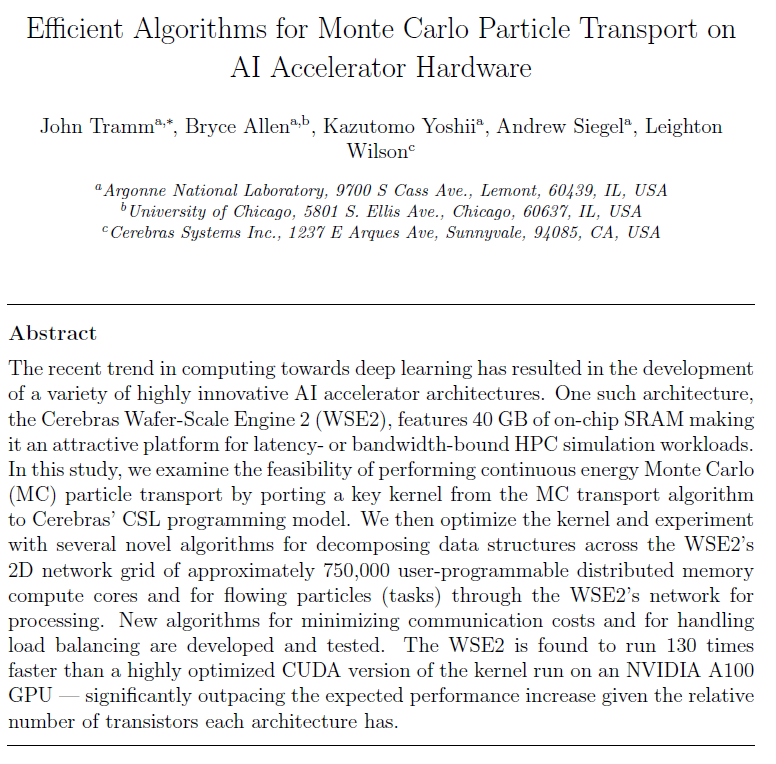 Efficient Algorithms for Monte Carlo Particle Transport on
AI Accelerator Hardware
John Tramm^a,*, Bryce Allen^a,b, Kazutomo Yoshii^a, Andrew Siegel^a, Leighton
Wilson^c
^a Argonne National Laboratory, 9700 S Cass Ave., Lemont, 60439, IL, USA
^b University of Chicago, 5801 S. Ellis Ave., Chicago, 60637, IL, USA
^c Cerebras Systems Inc., 1237 E Arques Ave, Sunnyvale, 94085, CA, USA
Abstract
The recent trend in computing towards deep learning has resulted in the development
of a variety of highly innovative AI accelerator architectures. One such architecture,
the Cerebras Wafer-Scale Engine 2 (WSE2), features 40 GB of on-chip SRAM making
it an attractive platform for latency- or bandwidth-bound HPC simulation workloads.
In this study, we examine the feasibility of performing continuous energy Monte Carlo
(MC) particle transport by porting a key kernel from the MC transport algorithm
to Cerebras' CSL programming model. We then optimize the kernel and experiment
with several novel algorithms for decomposing data structures across the WSE2's
2D network grid of approximately 750,000 user-programmable distributed memory
compute cores and for flowing particles (tasks) through the WSE2's network for
processing. New algorithms for minimizing communication costs and for handling
load balancing are developed and tested. The WSE2 is found to run 130 times
faster than a highly optimized CUDA version of the kernel run on an NVIDIA A100
GPU — significantly outpacing the expected performance increase given the relative
number of transistors each architecture has.